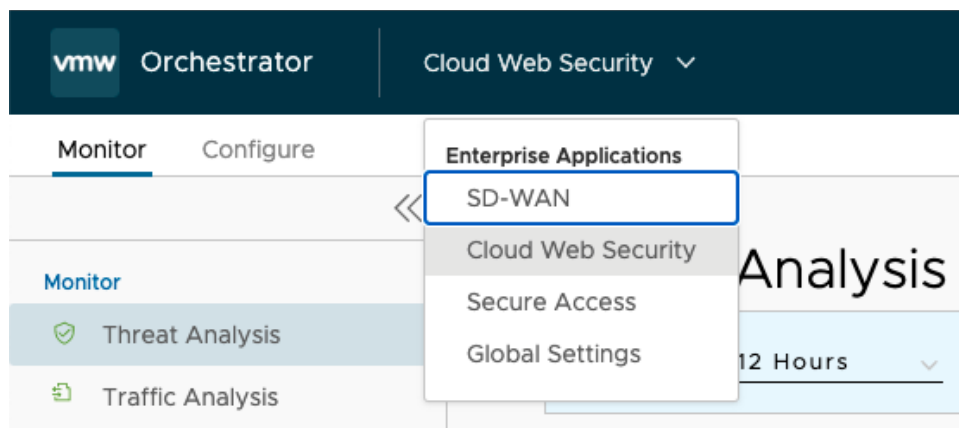 vmw Orchestrator Cloud Web Security
Monitor Configure
Enterprise Applications
SD-WAN
Cloud Web Security
Secure Access
Global Settings
Monitor
Threat Analysis
Traffic Analysis
Analysis
12 Hours